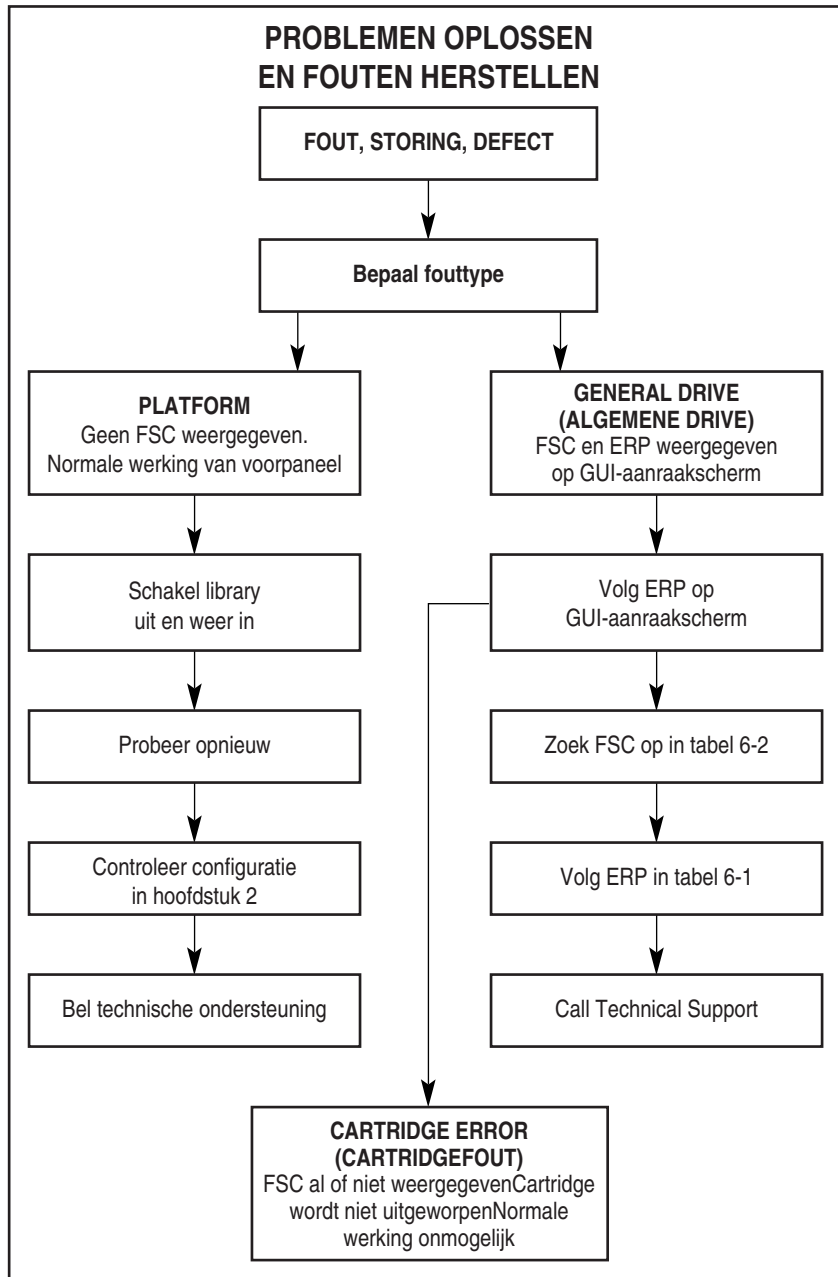 PROBLEMEN OPLOSSEN
EN FOUTEN HERSTELLEN
FOUT, STORING, DEFECT
Bepaal fouttype
PLATFORM
Geen FSC weergegeven.
Normale werking van voorpaneel
Schakel library
uit en weer in
Probeer opnieuw
Controleer configuratie
in hoofdstuk 2
Bel technische ondersteuning
GENERAL DRIVE
(ALGEMENE DRIVE)
FSC en ERP weergegeven
op GUI-aanraakscherm
Volg ERP op
GUI-aanraakscherm
Zoek FSC op in tabel 6-2
Volg ERP in tabel 6-1
Call Technical Support
CARTRIDGE ERROR
(CARTRIDGEFOUT)
FSC al of niet weergegevenCartridge
wordt niet uitgeworpenNormale
werking onmogelijk